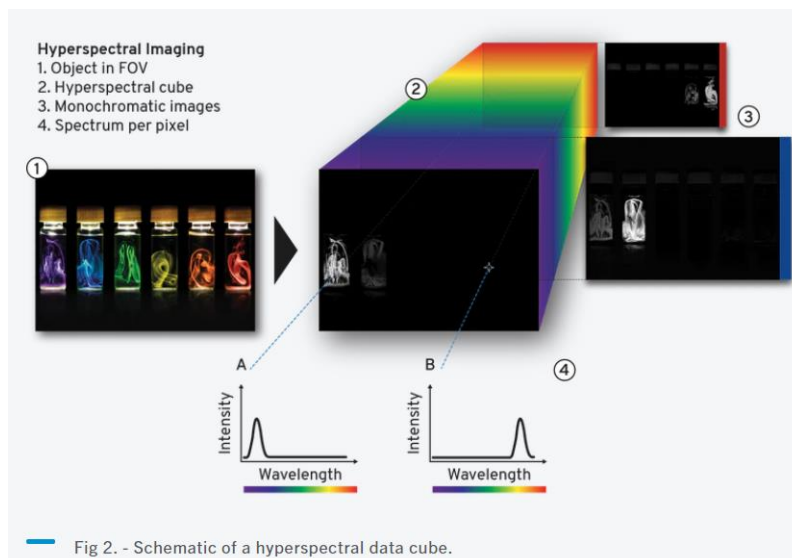 Hyperspectral Imaging
1. Object in FOV
2. Hyperspectral cube
3. Monochromatic images
4. Spectrum per pixel
2
3
1
A
B
4
Intensity
Wavelength
Intensity
Wavelength
Fig 2. - Schematic of a hyperspectral data cube.